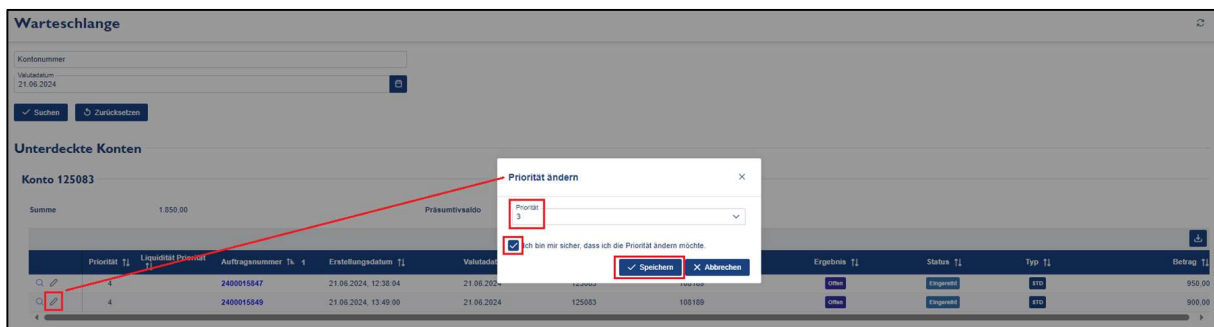 Warteschlange
Kontonummer
Valutadatum
21.06.2024
Suchen Zurücksetzen
Unterdeckte Konten
Konto 125083
Summe 1.850,00 Präsumtivsaldo
Priorität ändern
Priorität
3
Ich bin mir sicher, dass ich die Priorität ändern möchte.
Speichern Abbrechen
Priorität Liquidität Priorität Auftragsnummer 1 Erstellungsdatum Valutadat Ergebnis Status Typ Betrag
4 2400015847 21.06.2024, 12:38:04 21.06.2024 125083 108189 Offen Eingereiht STD 950,00
4 2400015849 21.06.2024, 13:49:00 21.06.2024 125083 108189 Offen Eingereiht STD 900,00